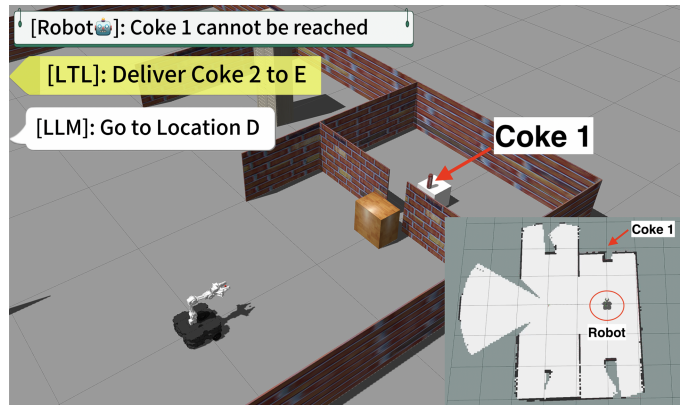 [Robot🤖]: Coke 1 cannot be reached
[LTL]: Deliver Coke 2 to E
[LLM]: Go to Location D
Coke 1
Coke 1
Robot